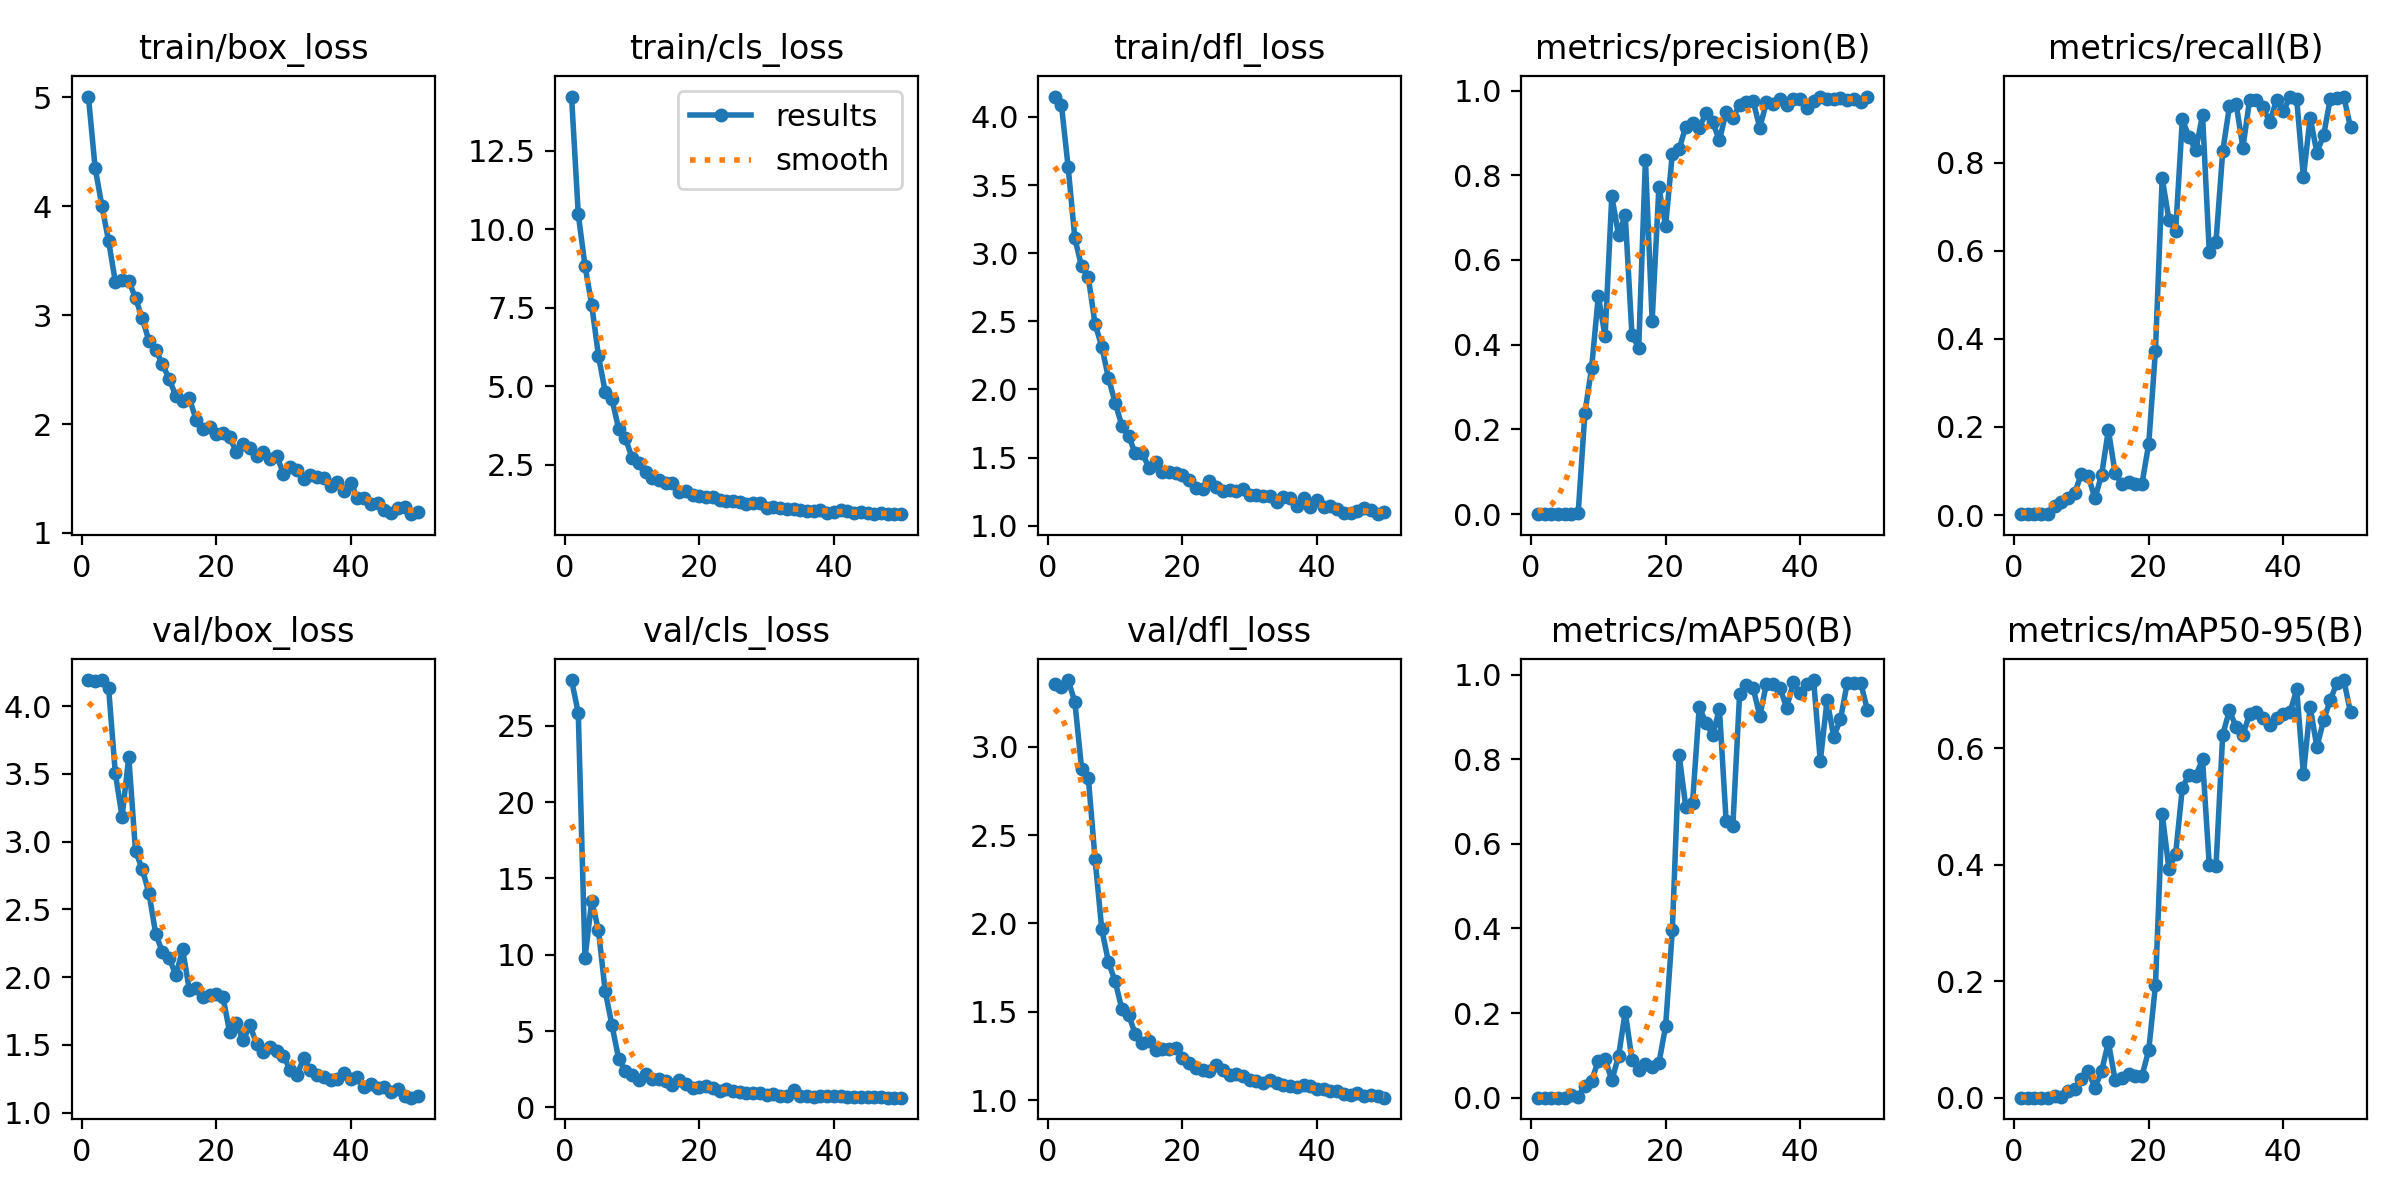 train/box_loss
5
4
3
2
1
0 20 40
train/cls_loss
results
smooth
12.5
10.0
7.5
5.0
2.5
0 20 40
train/dfl_loss
4.0
3.5
3.0
2.5
2.0
1.5
1.0
0 20 40
metrics/precision(B)
1.0
0.8
0.6
0.4
0.2
0.0
0 20 40
metrics/recall(B)
0.8
0.6
0.4
0.2
0.0
0 20 40
val/box_loss
4.0
3.5
3.0
2.5
2.0
1.5
1.0
0 20 40
val/cls_loss
25
20
15
10
5
0
0 20 40
val/dfl_loss
3.0
2.5
2.0
1.5
1.0
0 20 40
metrics/mAP50(B)
1.0
0.8
0.6
0.4
0.2
0.0
0 20 40
metrics/mAP50-95(B)
0.6
0.4
0.2
0.0
0 20 40